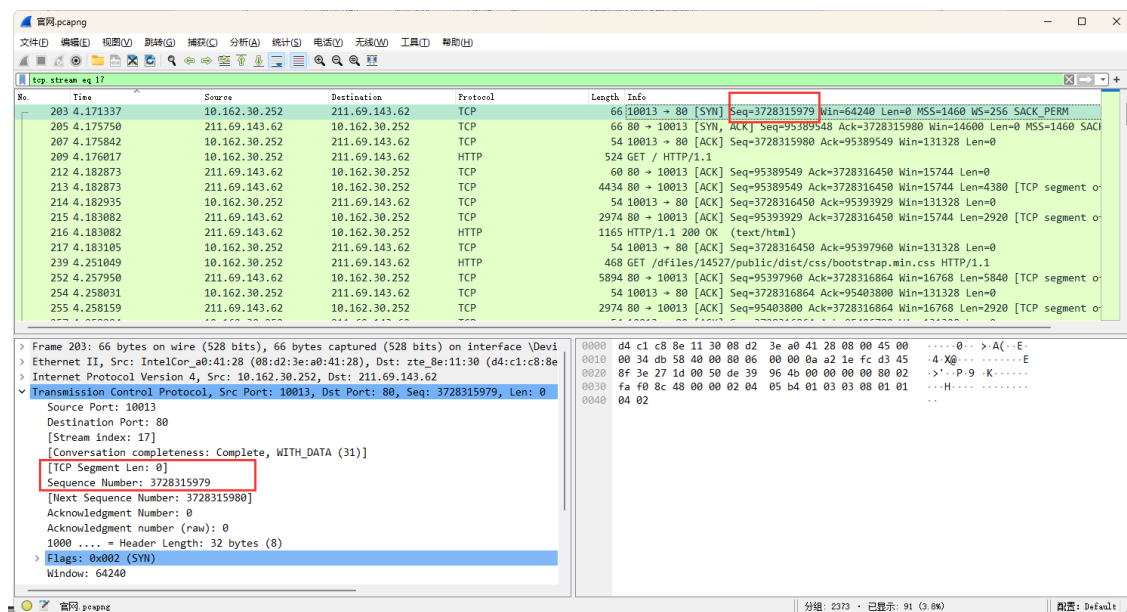 官网.pcapng
文件(F) 编辑(E) 视图(V) 跳转(G) 捕获(C) 分析(A) 统计(S) 电话(Y) 无线(W) 工具(T) 帮助(H)
tcp.stream eq 17
No. Time Source Destination Protocol Length Info
203 4.171337 10.162.30.252 211.69.143.62 TCP 66 10013 → 80 [SYN] Seq=3728315979 Win=64240 Len=0 MSS=1460 WS=256 SACK_PERM
205 4.175750 211.69.143.62 10.162.30.252 TCP 66 80 → 10013 [SYN, ACK] Seq=95389548 Ack=3728315980 Win=14600 Len=0 MSS=1460 SACK
207 4.175842 10.162.30.252 211.69.143.62 TCP 54 10013 → 80 [ACK] Seq=3728315980 Ack=95389549 Win=131328 Len=0
209 4.176017 10.162.30.252 211.69.143.62 HTTP 524 GET / HTTP/1.1
212 4.182873 211.69.143.62 10.162.30.252 TCP 60 80 → 10013 [ACK] Seq=95389549 Ack=3728316450 Win=15744 Len=0
213 4.182873 211.69.143.62 10.162.30.252 TCP 4434 80 → 10013 [ACK] Seq=95389549 Ack=3728316450 Win=15744 Len=4380 [TCP segment o
214 4.182935 10.162.30.252 211.69.143.62 TCP 54 10013 → 80 [ACK] Seq=3728316450 Ack=95393929 Win=131328 Len=0
215 4.183082 211.69.143.62 10.162.30.252 TCP 2974 80 → 10013 [ACK] Seq=95393929 Ack=3728316450 Win=15744 Len=2920 [TCP segment o
216 4.183082 211.69.143.62 10.162.30.252 HTTP 1165 HTTP/1.1 200 OK (text/html)
217 4.183105 10.162.30.252 211.69.143.62 TCP 54 10013 → 80 [ACK] Seq=3728316450 Ack=95397960 Win=131328 Len=0
239 4.251049 10.162.30.252 211.69.143.62 HTTP 468 GET /dfiles/14527/public/dist/css/bootstrap.min.css HTTP/1.1
252 4.257950 211.69.143.62 10.162.30.252 TCP 5894 80 → 10013 [ACK] Seq=95397960 Ack=3728316864 Win=16768 Len=5840 [TCP segment o
254 4.258031 10.162.30.252 211.69.143.62 TCP 54 10013 → 80 [ACK] Seq=3728316864 Ack=95403800 Win=131328 Len=0
255 4.258159 211.69.143.62 10.162.30.252 TCP 2974 80 → 10013 [ACK] Seq=95403800 Ack=3728316864 Win=16768 Len=2920 [TCP segment o
Frame 203: 66 bytes on wire (528 bits), 66 bytes captured (528 bits) on interface \Devi
Ethernet II, Src: IntelCor_a0:41:28 (08:d2:3e:a0:41:28), Dst: zte_8e:11:30 (d4:c1:c8:8e
Internet Protocol Version 4, Src: 10.162.30.252, Dst: 211.69.143.62
Transmission Control Protocol, Src Port: 10013, Dst Port: 80, Seq: 3728315979, Len: 0
Source Port: 10013
Destination Port: 80
[Stream index: 17]
[Conversation completeness: Complete, WITH_DATA (31)]
[TCP Segment Len: 0]
Sequence Number: 3728315979
[Next Sequence Number: 3728315980]
Acknowledgment Number: 0
Acknowledgment number (raw): 0
1000 .... = Header Length: 32 bytes (8)
Flags: 0x002 (SYN)
Window: 64240
0000 d4 c1 c8 8e 11 30 08 d2 3e a0 41 28 08 00 45 00 ·····0·· >·A(··E·
0010 00 34 db 58 40 00 80 06 00 00 0a a2 1e fc d3 45 ·4·X@··· ·······E
0020 8f 3e 27 1d 00 50 de 39 96 4b 00 00 00 00 80 02 ·>'··P·9 ·K······
0030 fa f0 8c 48 00 00 02 04 05 b4 01 03 03 08 01 01 ···H···· ········
0040 04 02 ··
官网.pcapng 分组: 2373 · 已显示: 91 (3.8%) 配置: Default